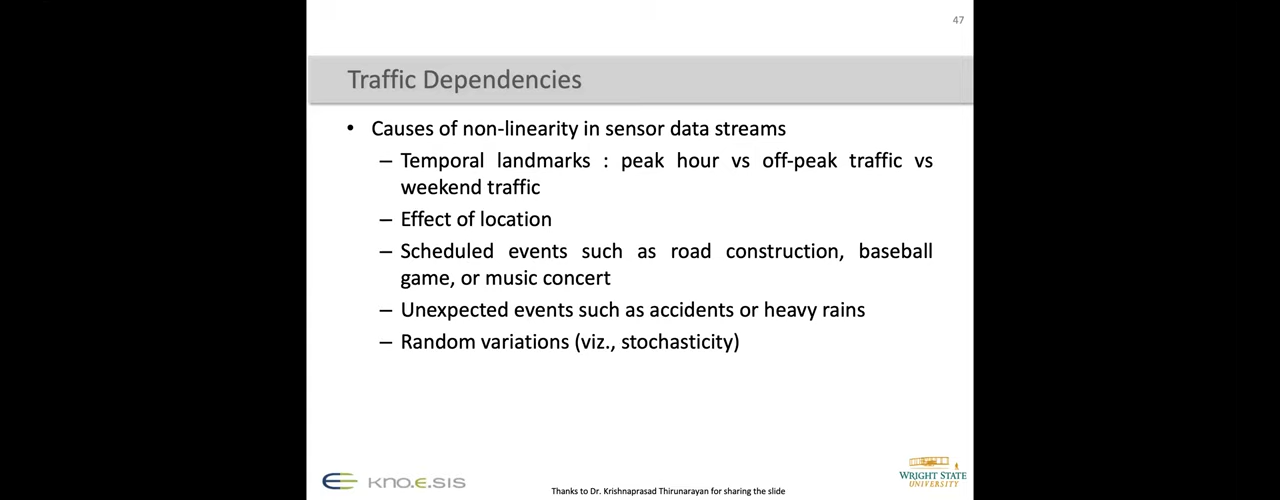 47
Traffic Dependencies
• Causes of non-linearity in sensor data streams
– Temporal landmarks : peak hour vs off-peak traffic vs
weekend traffic
– Effect of location
– Scheduled events such as road construction, baseball
game, or music concert
– Unexpected events such as accidents or heavy rains
– Random variations (viz., stochasticity)
kno.e.sis
Thanks to Dr. Krishnaprasad Thirunarayan for sharing the slide
WRIGHT STATE
UNIVERSITY